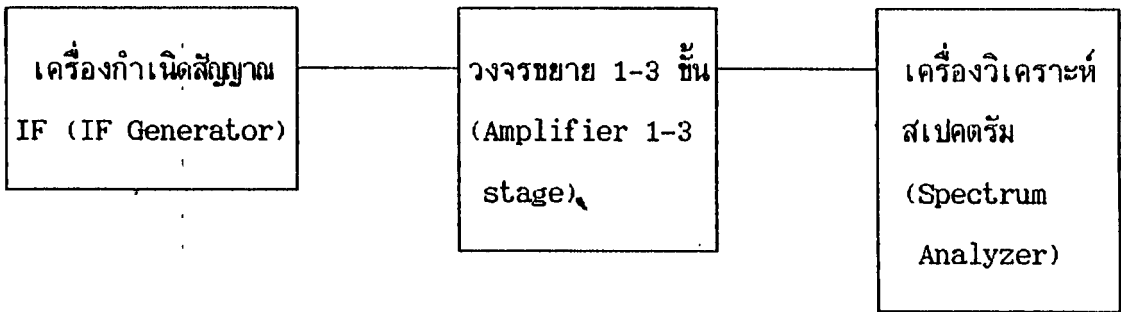 เครื่องกำเนิดสัญญาณ
IF (IF Generator)
วงจรขยาย 1-3 ขั้น
(Amplifier 1-3
stage)
เครื่องวิเคราะห์
สเปคตรัม
(Spectrum
Analyzer)